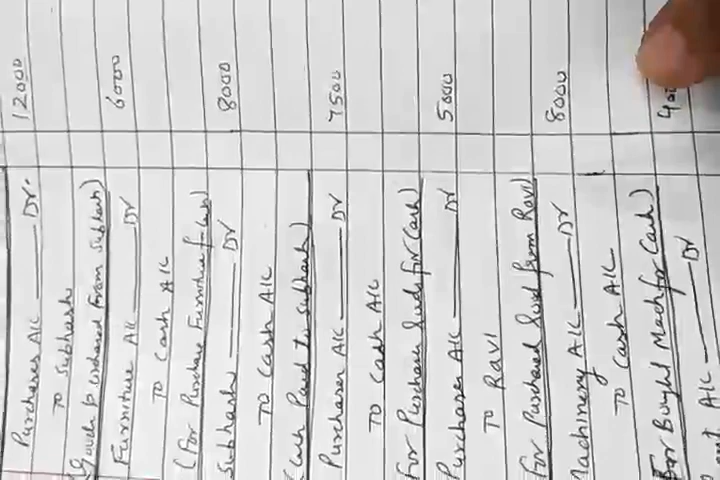 Purchases A/C ——— Dr. 12000
To Subhash
(Goods Purchased From Subhash)
Furniture A/C ——— Dr 6000
To Cash A/C
(For Purchase Furniture for Cash)
Subhash ——— Dr 8000
To Cash A/C
(Cash Paid to Subhash)
Purchases A/C ——— Dr 7500
To Cash A/C
For Purchase Goods for Cash)
Purchases A/C ——— Dr 5000
To Ravi
For Purchased Good from Ravi)
Machinery A/C ——— Dr 8000
To Cash A/C
For Bought Mach for Cash)
A/C ——— Dr